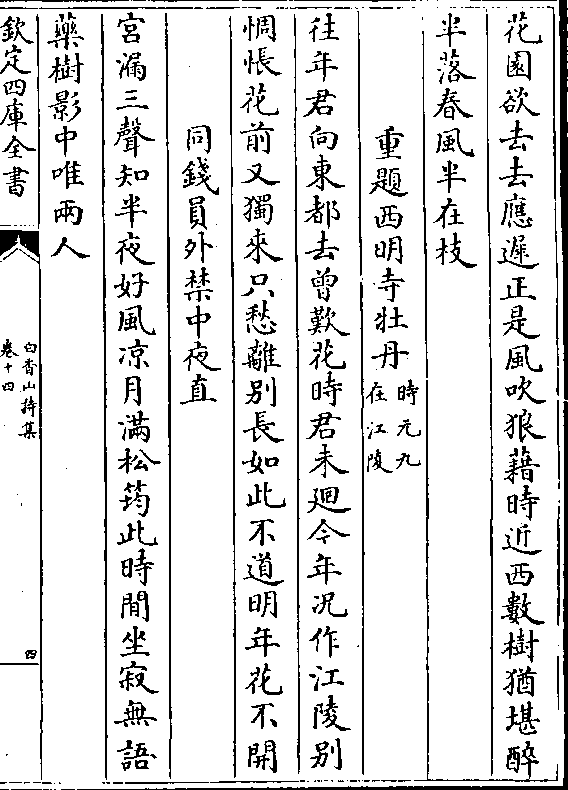 花園欲去去應遲正是風吹狼藉時近西數樹猶堪醉
半落春風半在枝
重題西明寺牡丹時元九在江陵
往年君向東都去曾歎花時君未廻今年况作江陵别
惆悵花前又獨來只愁離别長如此不道明年花不開
同錢員外禁中夜直
宮漏三聲知半夜好風凉月滿松筠此時閒坐寂無語
藥樹影中唯兩人
欽定四庫全書
白香山詩集
卷十四
四